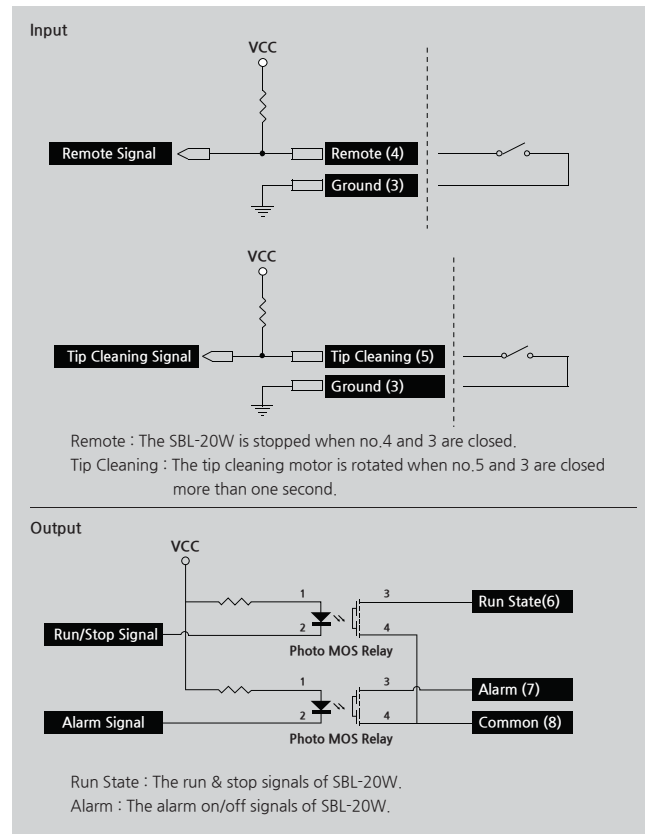 Input
VCC
Remote Signal
Remote (4)
Ground (3)
VCC
Tip Cleaning Signal
Tip Cleaning (5)
Ground (3)
Remote : The SBL-20W is stopped when no.4 and 3 are closed.
Tip Cleaning : The tip cleaning motor is rotated when no.5 and 3 are closed
more than one second.
Output
VCC
1
3
Run State(6)
Run/Stop Signal
2
4
Photo MOS Relay
1
3
Alarm (7)
Alarm Signal
2
4
Common (8)
Photo MOS Relay
Run State : The run & stop signals of SBL-20W.
Alarm : The alarm on/off signals of SBL-20W.